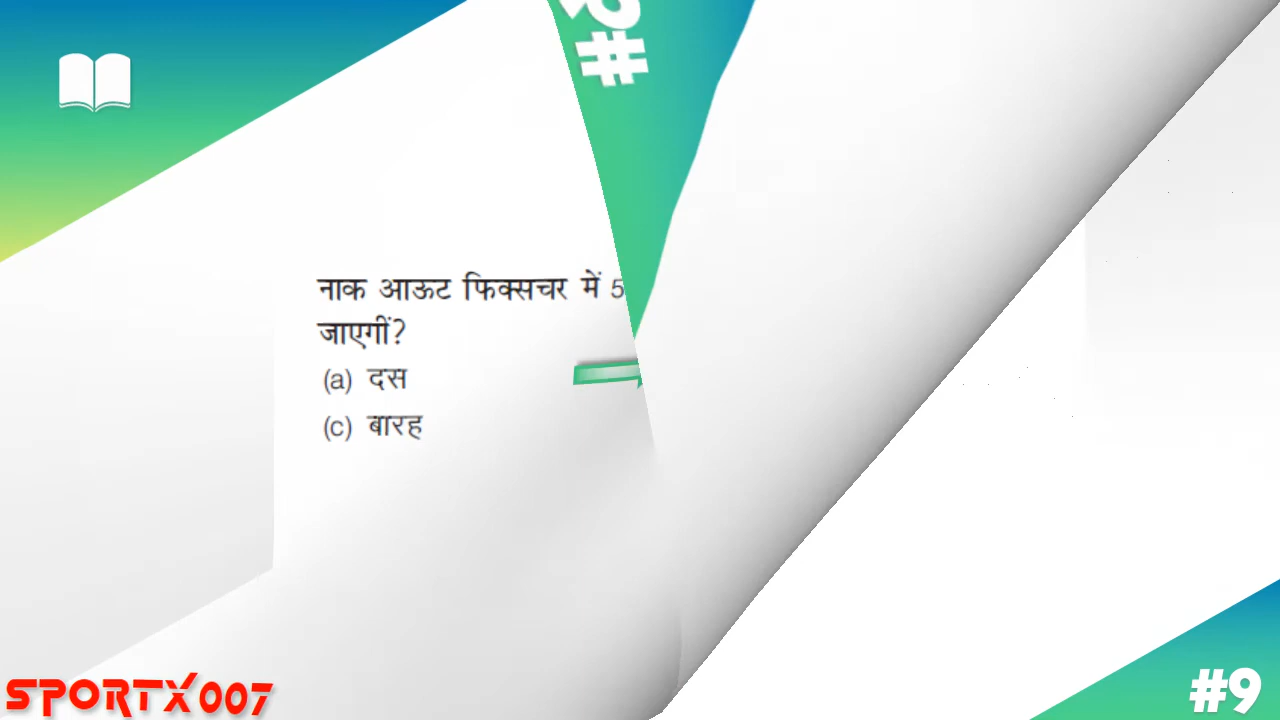 नाक आऊट फिक्सचर में 5
जाएगीं?
(a) दस
(c) बारह
SPORTX007
#9